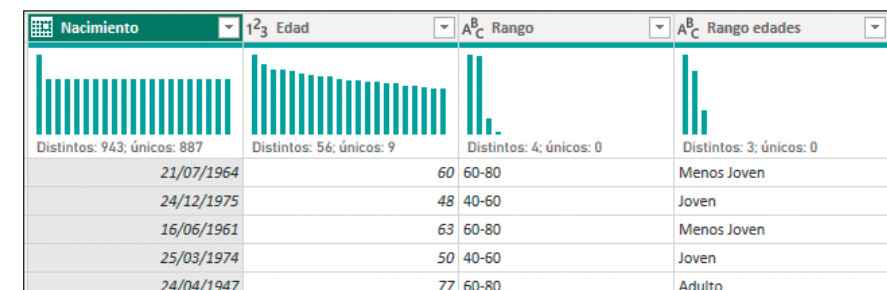 Nacimiento 1²3 Edad ABC Rango ABC Rango edades
Distintos: 943; únicos: 887 Distintos: 56; únicos: 9 Distintos: 4; únicos: 0 Distintos: 3; únicos: 0
21/07/1964 60 60-80 Menos Joven
24/12/1975 48 40-60 Joven
16/06/1961 63 60-80 Menos Joven
25/03/1974 50 40-60 Joven
24/04/1947 77 60-80 Adulto